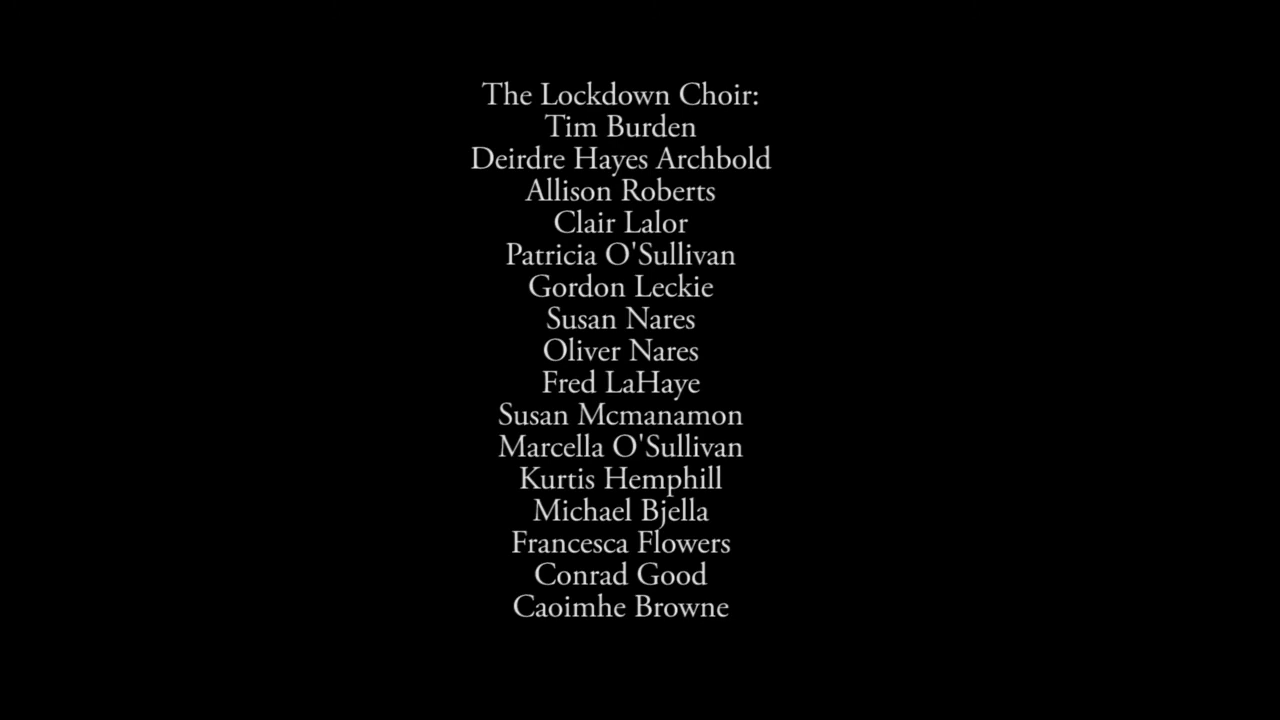 The Lockdown Choir:
Tim Burden
Deirdre Hayes Archbold
Allison Roberts
Clair Lalor
Patricia O'Sullivan
Gordon Leckie
Susan Nares
Oliver Nares
Fred LaHaye
Susan Mcmanamon
Marcella O'Sullivan
Kurtis Hemphill
Michael Bjella
Francesca Flowers
Conrad Good
Caoimhe Browne